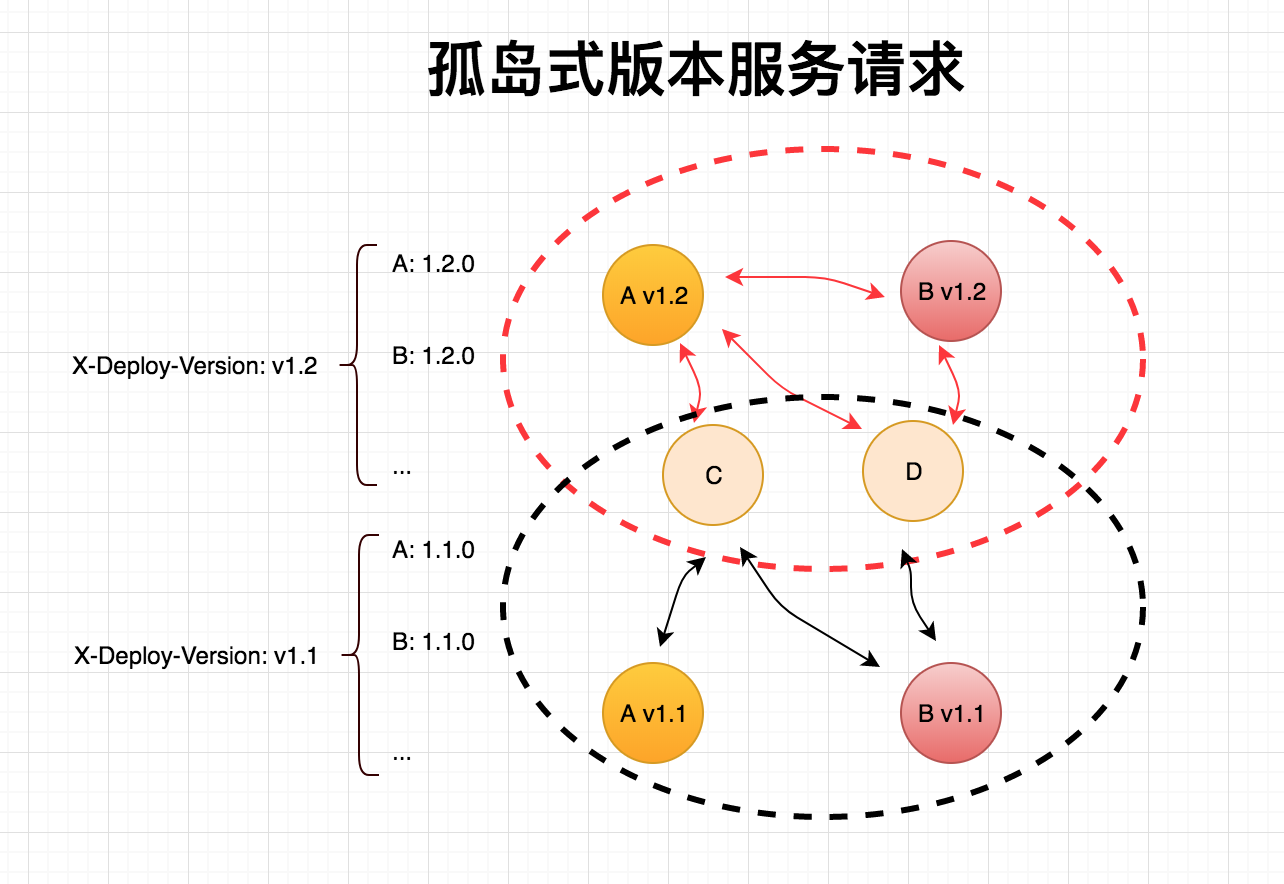 孤岛式版本服务请求
X-Deploy-Version: v1.2
A: 1.2.0
B: 1.2.0
...
A v1.2
B v1.2
C
D
X-Deploy-Version: v1.1
A: 1.1.0
B: 1.1.0
...
A v1.1
B v1.1